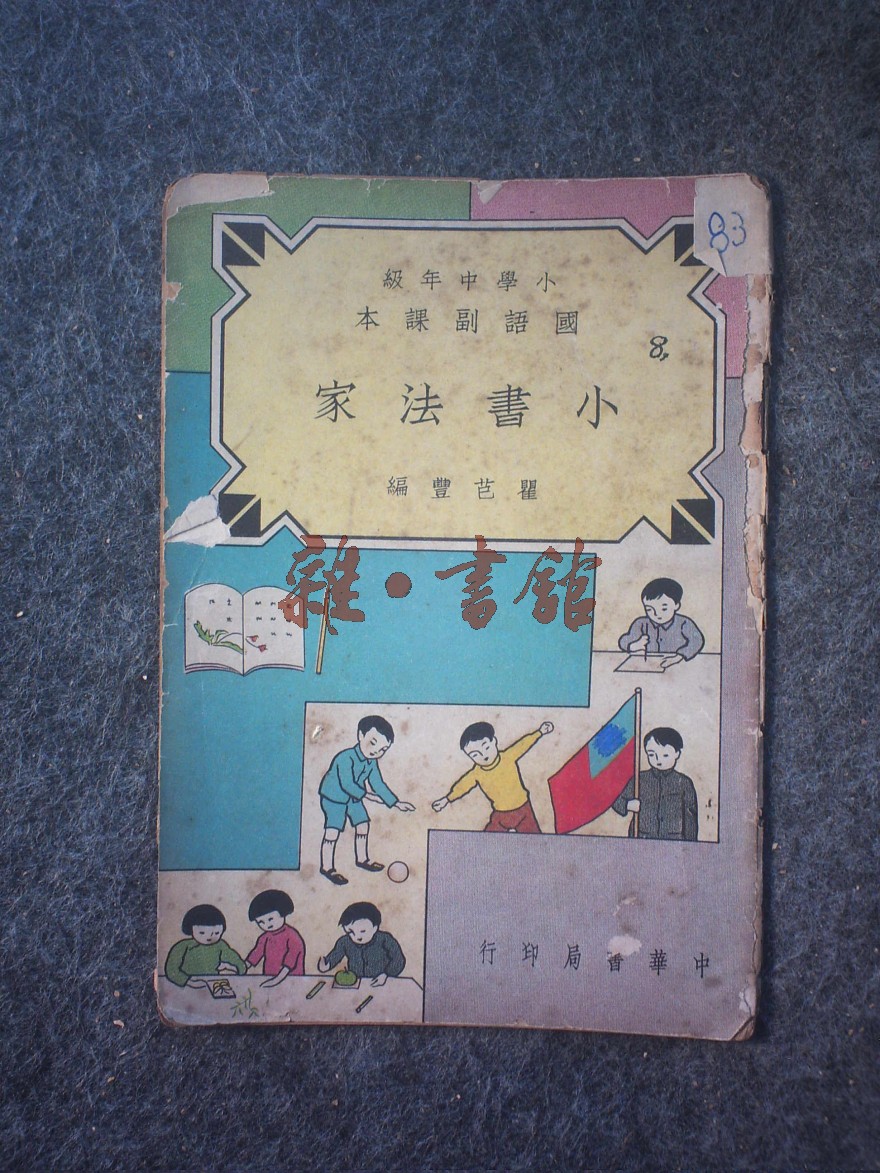 83
小學中年級
國語副課本
8
小書法家
瞿芑豐編
雜·書館
中華書局印行